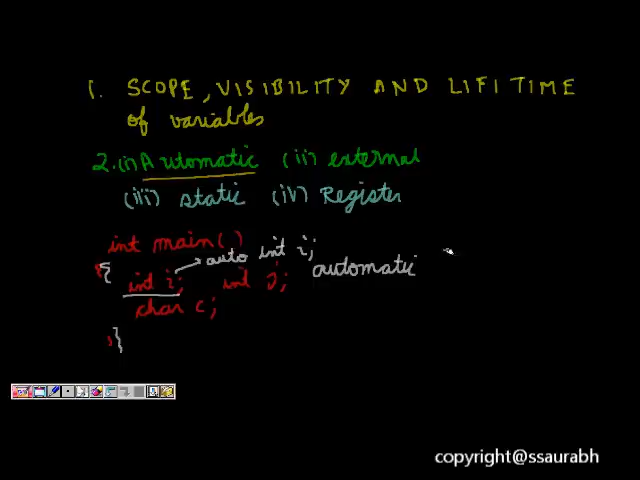 1. SCOPE, VISIBILITY AND LIFITIME
of variables
2. (i) Automatic (ii) external
(iii) static (iv) Register
int main()
{ auto int i;
int i; int J; automatic
char c;
}
copyright@ssaurabh